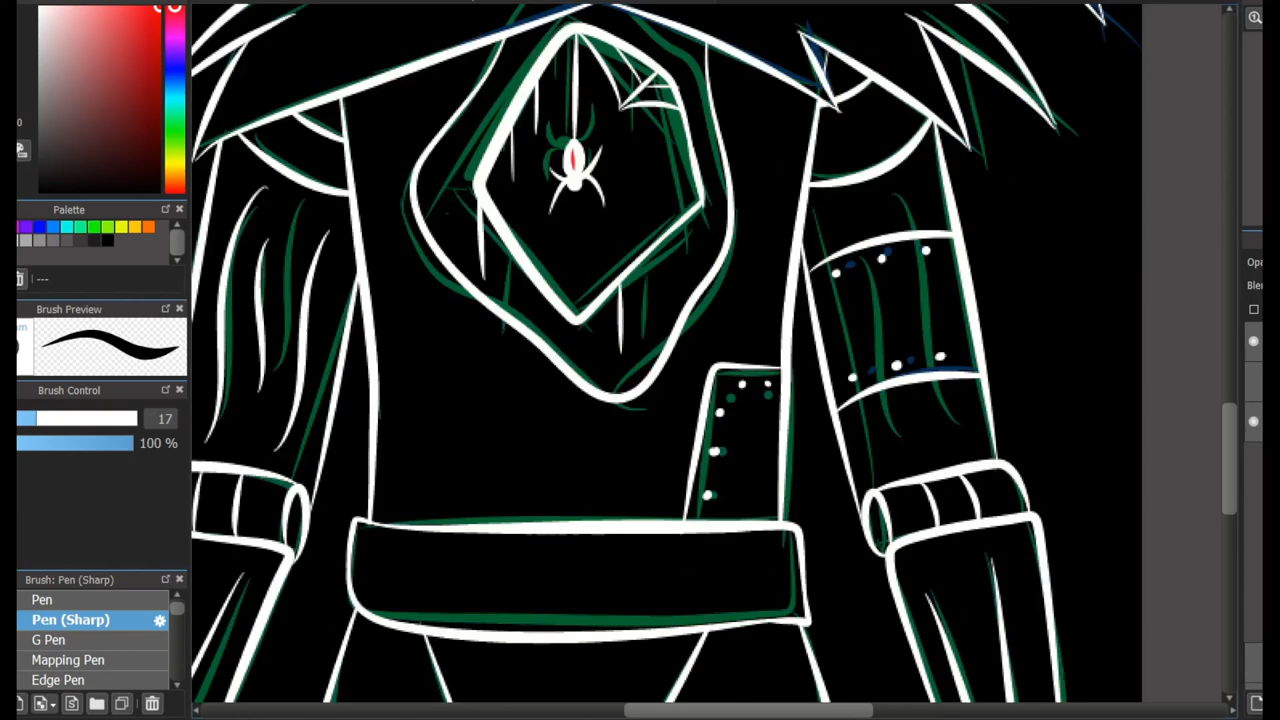 0
Palette
---
Brush Preview
m
Brush Control
17
100 %
Brush: Pen (Sharp)
Pen
Pen (Sharp)
G Pen
Mapping Pen
Edge Pen
Opa
Blen